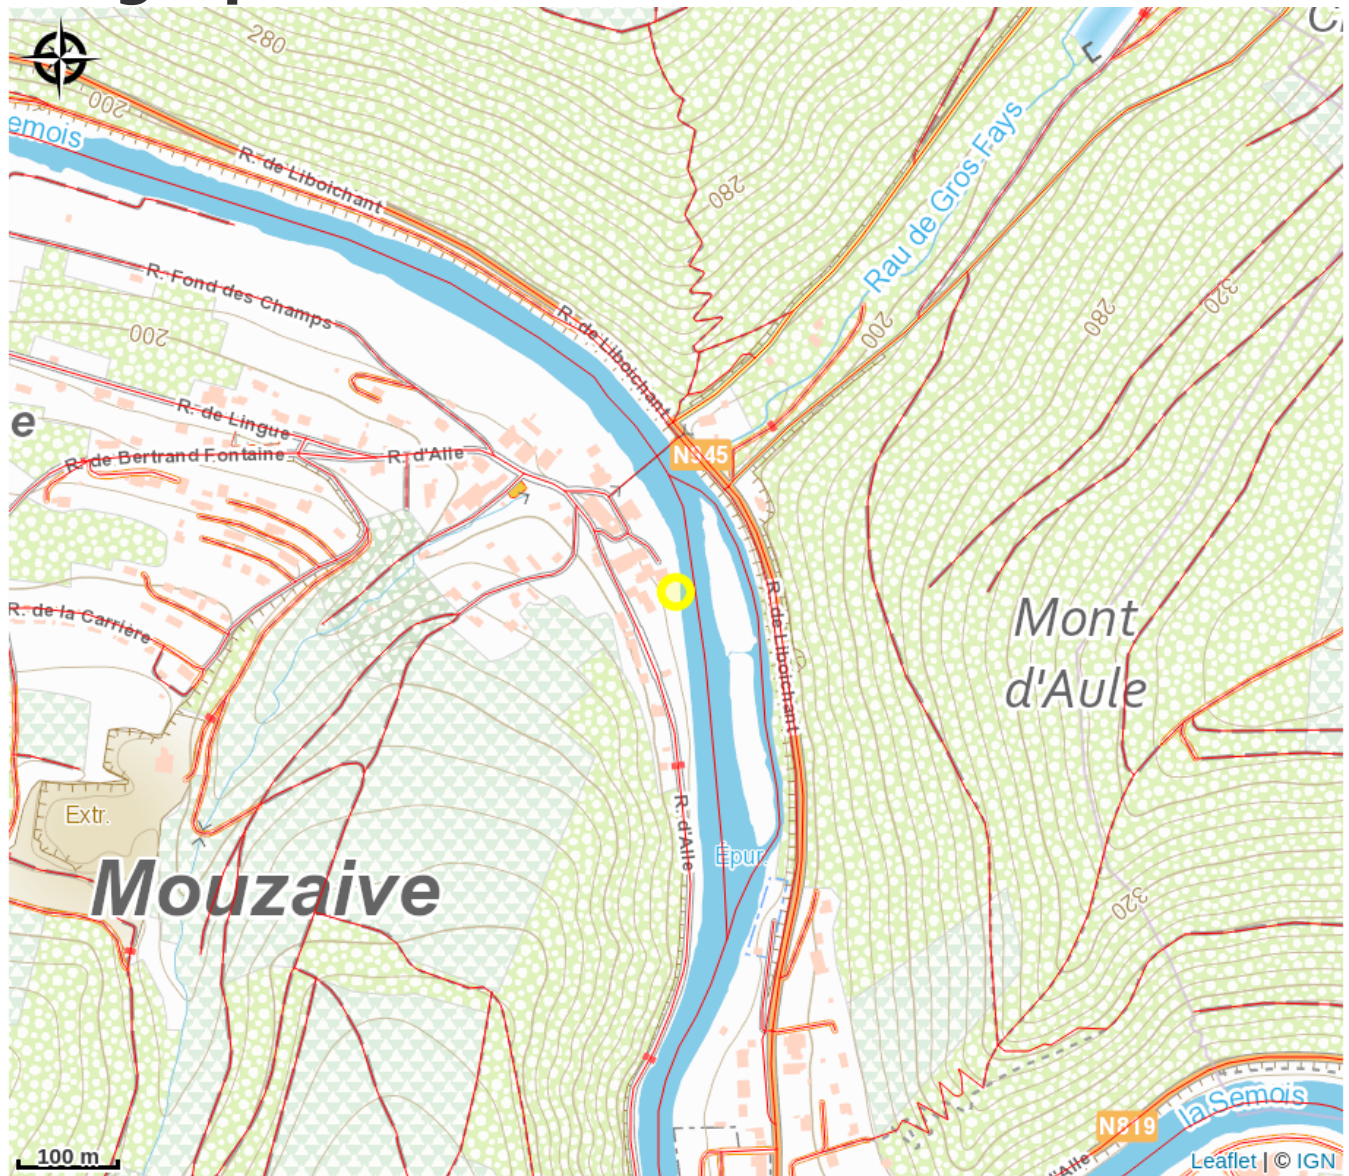 280
200
emois
R. de Liboichant
280
Rau de Gros Fays
R. Fond des Champs
R. de Liboichant
200
320
280
200
R. de Lingue
e
R. d'Alle
N845
R. de Bertrand Fontaine
R. de la Carrière
R. de Liboichant
Mont
d'Aule
Extr.
R. d'Alle
Épur.
Mouzaive
320
la Semois
N819
d'Alle
100 m
Leaflet | © IGN